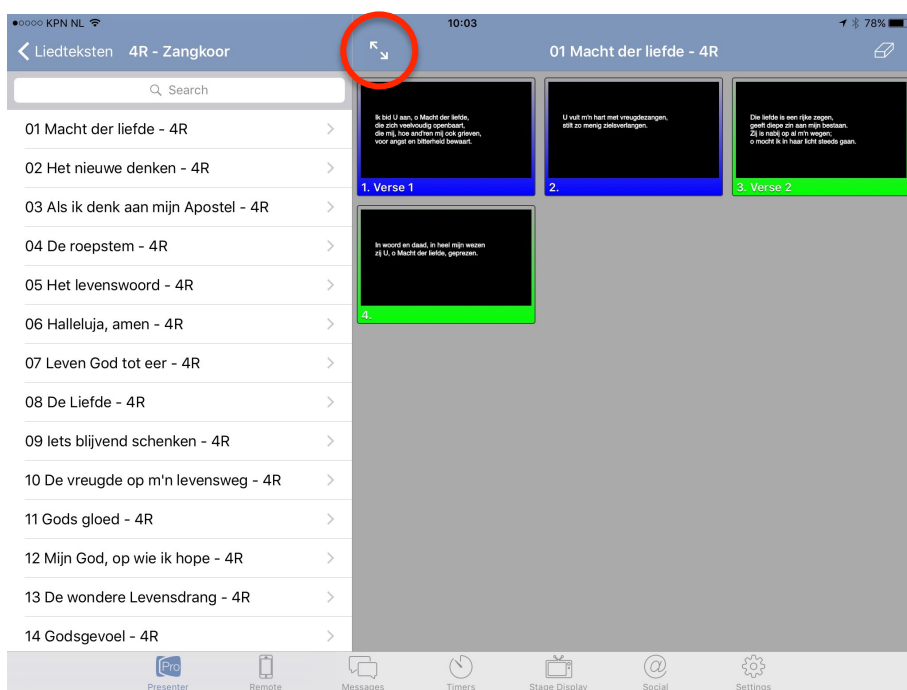 KPN NL
10:03
78%
Liedteksten
4R - Zangkoor
01 Macht der liefde - 4R
Search
01 Macht der liefde - 4R
02 Het nieuwe denken - 4R
03 Als ik denk aan mijn Apostel - 4R
04 De roepstem - 4R
05 Het levenswoord - 4R
06 Halleluja, amen - 4R
07 Leven God tot eer - 4R
08 De Liefde - 4R
09 Iets blijvend schenken - 4R
10 De vreugde op m'n levensweg - 4R
11 Gods gloed - 4R
12 Mijn God, op wie ik hope - 4R
13 De wondere Levensdrang - 4R
14 Godsgevoel - 4R
Ik bid U aan, o Macht der liefde,
die zich veelvoudig openbaart,
die mij, hoe and'ren mij ook grieven,
voor angst en bitterheid bewaart.
1. Verse 1
U vult m'n hart met vreugdezangen,
stilt zo menig zielsverlangen.
2.
Die liefde is een rijke zegen,
geeft diepe zin aan mijn bestaan.
Zij is nabij op al m'n wegen;
o mocht ik in haar licht steeds gaan.
3. Verse 2
In woord en daad, in heel mijn wezen
zij U, o Macht der liefde, geprezen.
4.
Pro
Presenter
Remote
Messages
Timers
Stage Display
Social
Settings